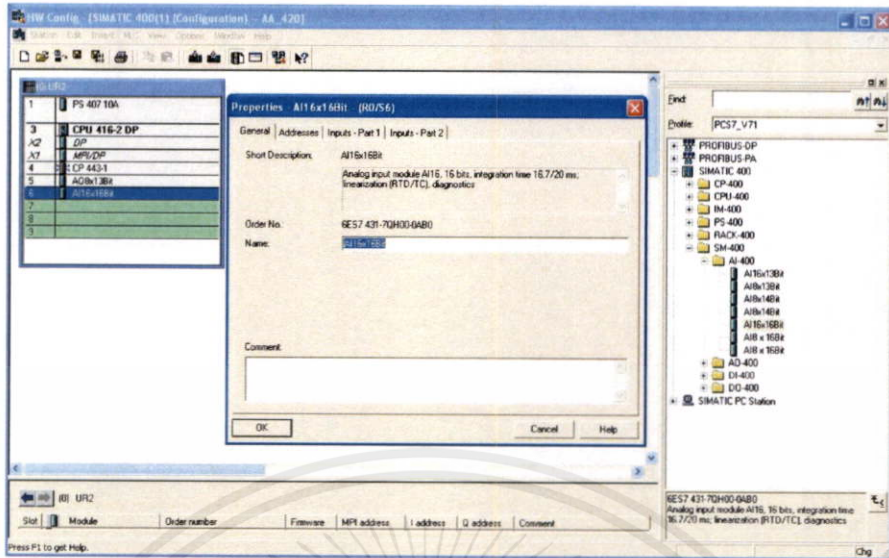 HW Config - [SIMATIC 400(1) (Configuration) -- AA_420]
Station Edit Insert PLC View Options Window Help
(0) UR2
1 PS 407 10A
3 CPU 416-2 DP
X2 DP
X1 MPI/DP
4 CP 443-1
5 AO8x13Bit
6 AI16x16Bit
7
8
9
Properties - AI16x16Bit - (R0/S6)
General Addresses Inputs - Part 1 Inputs - Part 2
Short Description: AI16x16Bit
Analog input module AI16, 16 bits, integration time 16.7/20 ms;
linearization (RTD/TC), diagnostics
Order No.: 6ES7 431-7QH00-0AB0
Name: AI16x16Bit
Comment:
OK Cancel Help
Find:
Profile: PCS7_V71
PROFIBUS-DP
PROFIBUS-PA
SIMATIC 400
CP-400
CPU-400
IM-400
PS-400
RACK-400
SM-400
AI-400
AI16x13Bit
AI8x13Bit
AI8x14Bit
AI8x14Bit
AI16x16Bit
AI8 x 16Bit
AI8 x 16Bit
AO-400
DI-400
DO-400
SIMATIC PC Station
(0) UR2
Slot Module Order number Firmware MPI address I address Q address Comment
6ES7 431-7QH00-0AB0
Analog input module AI16, 16 bits, integration time
16.7/20 ms; linearization (RTD/TC), diagnostics
Press F1 to get Help.
Chg